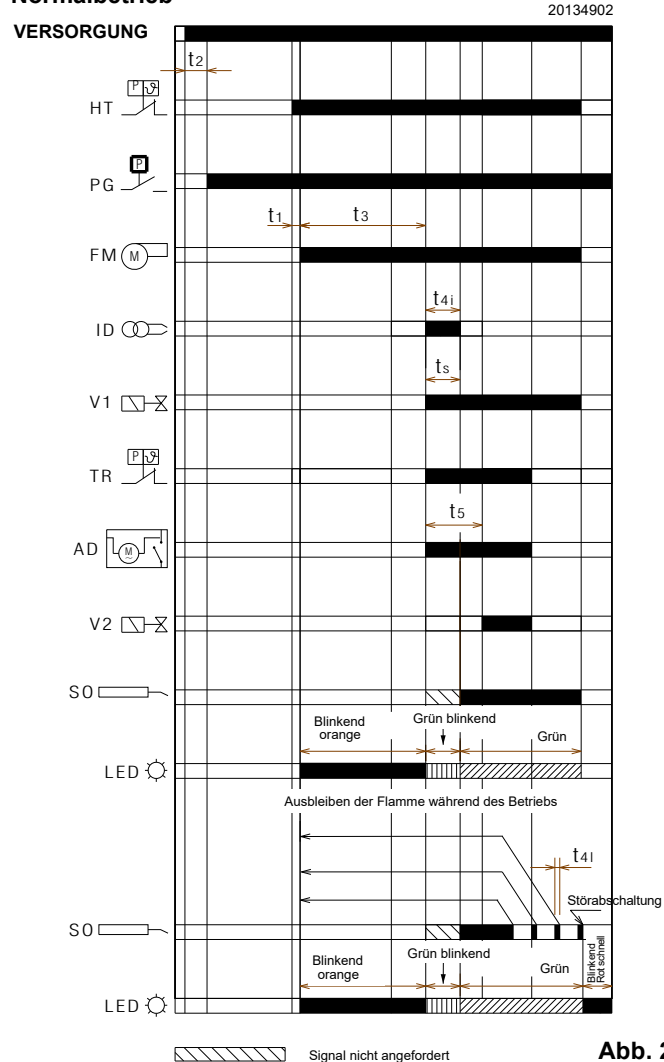 Normalbetrieb
20134902
VERSORGUNG
t2
P ϑ
HT
P
PG
t1 t3
FM M
t4i
ID
ts
V1
P ϑ
TR
t5
AD M ~
V2
SO
Blinkend orange
Grün blinkend
Grün
LED
Ausbleiben der Flamme während des Betriebs
t4l
Störabschaltung
SO
Blinkend orange
Grün blinkend
Grün
Blinkend
Rot schnell
LED
Signal nicht angefordert
Abb. 2